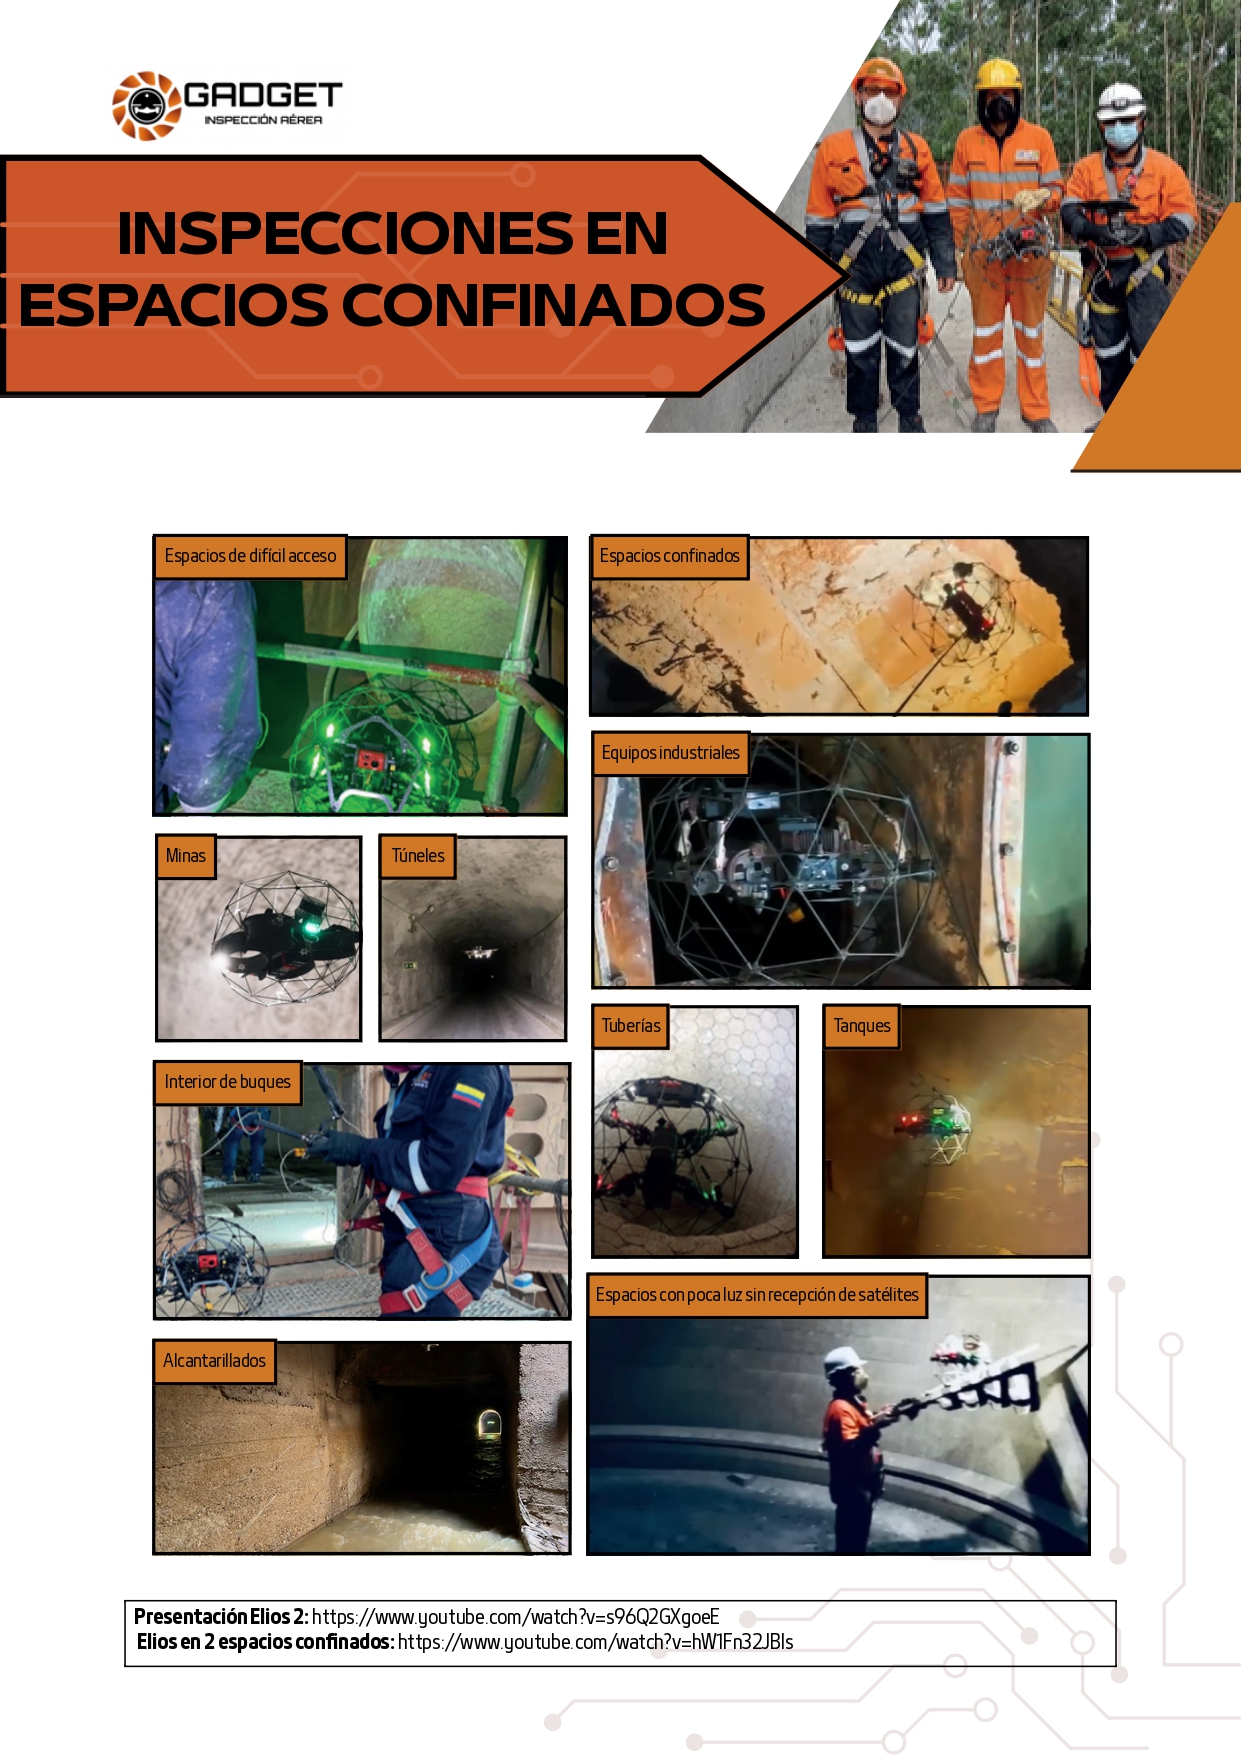 GADGET
INSPECCIÓN AÉREA
INSPECCIONES EN
ESPACIOS CONFINADOS
Espacios de difícil acceso
Espacios confinados
Equipos industriales
Minas
Túneles
Tuberías
Tanques
Interior de buques
Espacios con poca luz sin recepción de satélites
Alcantarillados
Presentación Elios 2: https://www.youtube.com/watch?v=s96Q2GXgoeE
Elios en 2 espacios confinados: https://www.youtube.com/watch?v=hW1Fn32JBIs